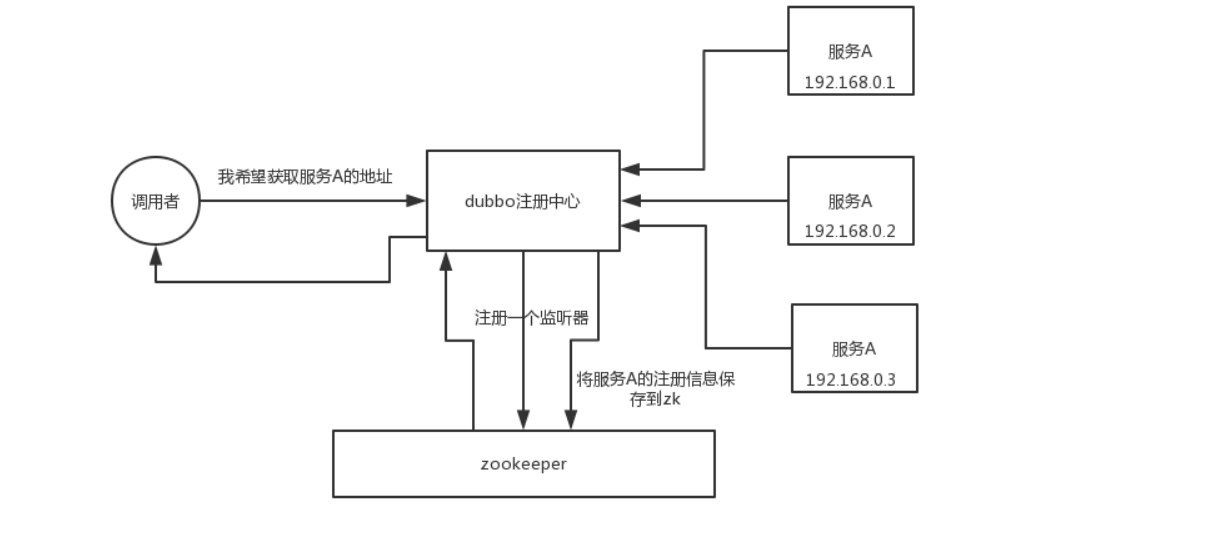 服务A
192.168.0.1
我希望获取服务A的地址
调用者
dubbo注册中心
服务A
192.168.0.2
注册一个监听器
服务A
192.168.0.3
将服务A的注册信息保
存到zk
zookeeper